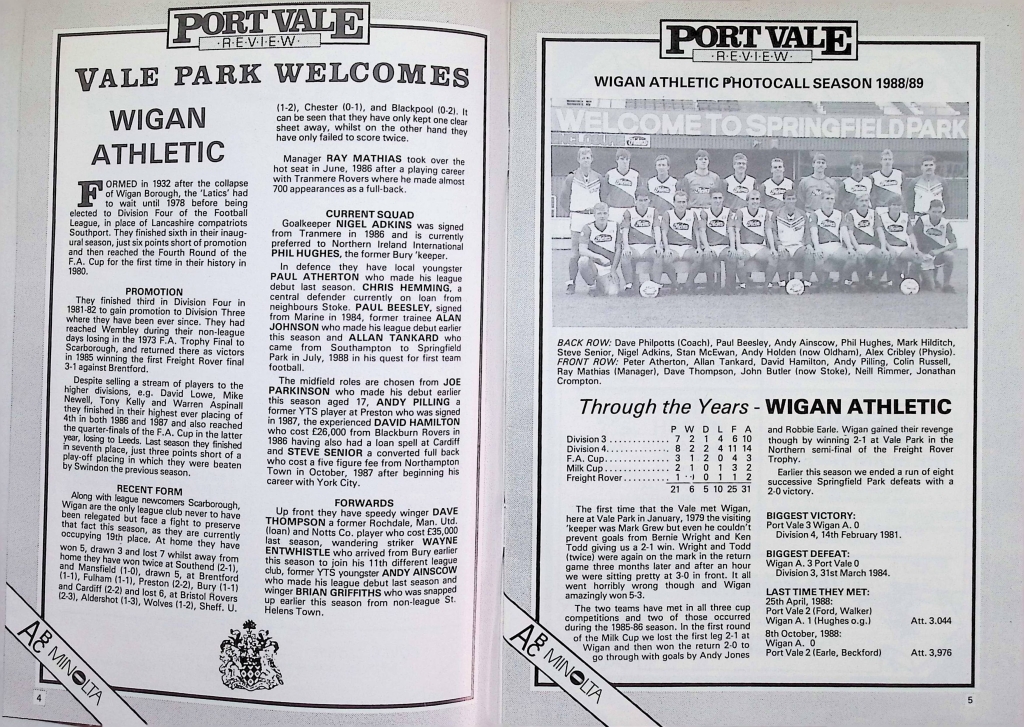 PORT VALE
·R·E·V·I·E·W·
VALE PARK WELCOMES
WIGAN
ATHLETIC
FORMED in 1932 after the collapse
of Wigan Borough, the 'Latics' had
to wait until 1978 before being
elected to Division Four of the Football
League, in place of Lancashire compatriots
Southport. They finished sixth in their inaug-
ural season, just six points short of promotion
and then reached the Fourth Round of the
F.A. Cup for the first time in their history in
1980.
PROMOTION
They finished third in Division Four in
1981-82 to gain promotion to Division Three
where they have been ever since. They had
reached Wembley during their non-league
days losing in the 1973 F.A. Trophy Final to
Scarborough, and returned there as victors
in 1985 winning the first Freight Rover final
3-1 against Brentford.
Despite selling a stream of players to the
higher divisions, e.g. David Lowe, Mike
Newell, Tony Kelly and Warren Aspinall
they finished in their highest ever placing of
4th in both 1986 and 1987 and also reached
the quarter-finals of the F.A. Cup in the latter
year, losing to Leeds. Last season they finished
in seventh place, just three points short of a
play-off placing in which they were beaten
by Swindon the previous season.
RECENT FORM
Along with league newcomers Scarborough,
Wigan are the only league club never to have
been relegated but face a fight to preserve
that fact this season, as they are currently
occupying 19th place. At home they have
won 5, drawn 3 and lost 7 whilst away from
home they have won twice at Southend (2-1),
and Mansfield (1-0), drawn 5, at Brentford
(1-1), Fulham (1-1), Preston (2-2), Bury (1-1)
and Cardiff (2-2) and lost 6, at Bristol Rovers
(2-3), Aldershot (1-3), Wolves (1-2), Sheff. U.
(1-2), Chester (0-1), and Blackpool (0-2). It
can be seen that they have only kept one clear
sheet away, whilst on the other hand they
have only failed to score twice.
Manager RAY MATHIAS took over the
hot seat in June, 1986 after a playing career
with Tranmere Rovers where he made almost
700 appearances as a full-back.
CURRENT SQUAD
Goalkeeper NIGEL ADKINS was signed
from Tranmere in 1986 and is currently
preferred to Northern Ireland International
PHIL HUGHES, the former Bury 'keeper.
In defence they have local youngster
PAUL ATHERTON who made his league
debut last season. CHRIS HEMMING, a
central defender currently on loan from
neighbours Stoke. PAUL BEESLEY, signed
from Marine in 1984, former trainee ALAN
JOHNSON who made his league debut earlier
this season and ALLAN TANKARD who
came from Southampton to Springfield
Park in July, 1988 in his quest for first team
football.
The midfield roles are chosen from JOE
PARKINSON who made his debut earlier
this season aged 17, ANDY PILLING a
former YTS player at Preston who was signed
in 1987, the experienced DAVID HAMILTON
who cost £26,000 from Blackburn Rovers in
1986 having also had a loan spell at Cardiff
and STEVE SENIOR a converted full back
who cost a five figure fee from Northampton
Town in October, 1987 after beginning his
career with York City.
FORWARDS
Up front they have speedy winger DAVE
THOMPSON a former Rochdale, Man. Utd.
(loan) and Notts Co. player who cost £35,000
last season, wandering striker WAYNE
ENTWHISTLE who arrived from Bury earlier
this season to join his 11th different league
club, former YTS youngster ANDY AINSCOW
who made his league debut last season and
winger BRIAN GRIFFITHS who was snapped
up earlier this season from non-league St.
Helens Town.
ABC MINOLTA
4
PORT VALE
·R·E·V·I·E·W·
WIGAN ATHLETIC PHOTOCALL SEASON 1988/89
WELCOME TO SPRINGFIELD PARK
BACK ROW: Dave Philpotts (Coach), Paul Beesley, Andy Ainscow, Phil Hughes, Mark Hilditch,
Steve Senior, Nigel Adkins, Stan McEwan, Andy Holden (now Oldham), Alex Cribley (Physio).
FRONT ROW: Peter Atherton, Allan Tankard, David Hamilton, Andy Pilling, Colin Russell,
Ray Mathias (Manager), Dave Thompson, John Butler (now Stoke), Neill Rimmer, Jonathan
Crompton.
Through the Years - WIGAN ATHLETIC
P W D L F A
Division 3 . . . . . . . . . . . . 7 2 1 4 6 10
Division 4 . . . . . . . . . . . . 8 2 2 4 11 14
F.A. Cup . . . . . . . . . . . . . 3 1 2 0 4 3
Milk Cup . . . . . . . . . . . . . 2 1 0 1 3 2
Freight Rover . . . . . . . . . . 1 0 1 1 2
21 6 5 10 25 31
The first time that the Vale met Wigan,
here at Vale Park in January, 1979 the visiting
'keeper was Mark Grew but even he couldn't
prevent goals from Bernie Wright and Ken
Todd giving us a 2-1 win. Wright and Todd
(twice) were again on the mark in the return
game three months later and after an hour
we were sitting pretty at 3-0 in front. It all
went horribly wrong though and Wigan
amazingly won 5-3.
The two teams have met in all three cup
competitions and two of those occurred
during the 1985-86 season. In the first round
of the Milk Cup we lost the first leg 2-1 at
Wigan and then won the return 2-0 to
go through with goals by Andy Jones
and Robbie Earle. Wigan gained their revenge
though by winning 2-1 at Vale Park in the
Northern semi-final of the Freight Rover
Trophy.
Earlier this season we ended a run of eight
successive Springfield Park defeats with a
2-0 victory.
BIGGEST VICTORY:
Port Vale 3 Wigan A. 0
Division 4, 14th February 1981.
BIGGEST DEFEAT:
Wigan A. 3 Port Vale 0
Division 3, 31st March 1984.
LAST TIME THEY MET:
25th April, 1988:
Port Vale 2 (Ford, Walker)
Wigan A. 1 (Hughes o.g.) Att. 3.044
8th October, 1988:
Wigan A. 0
Port Vale 2 (Earle, Beckford) Att. 3,976
ABC MINOLTA
5